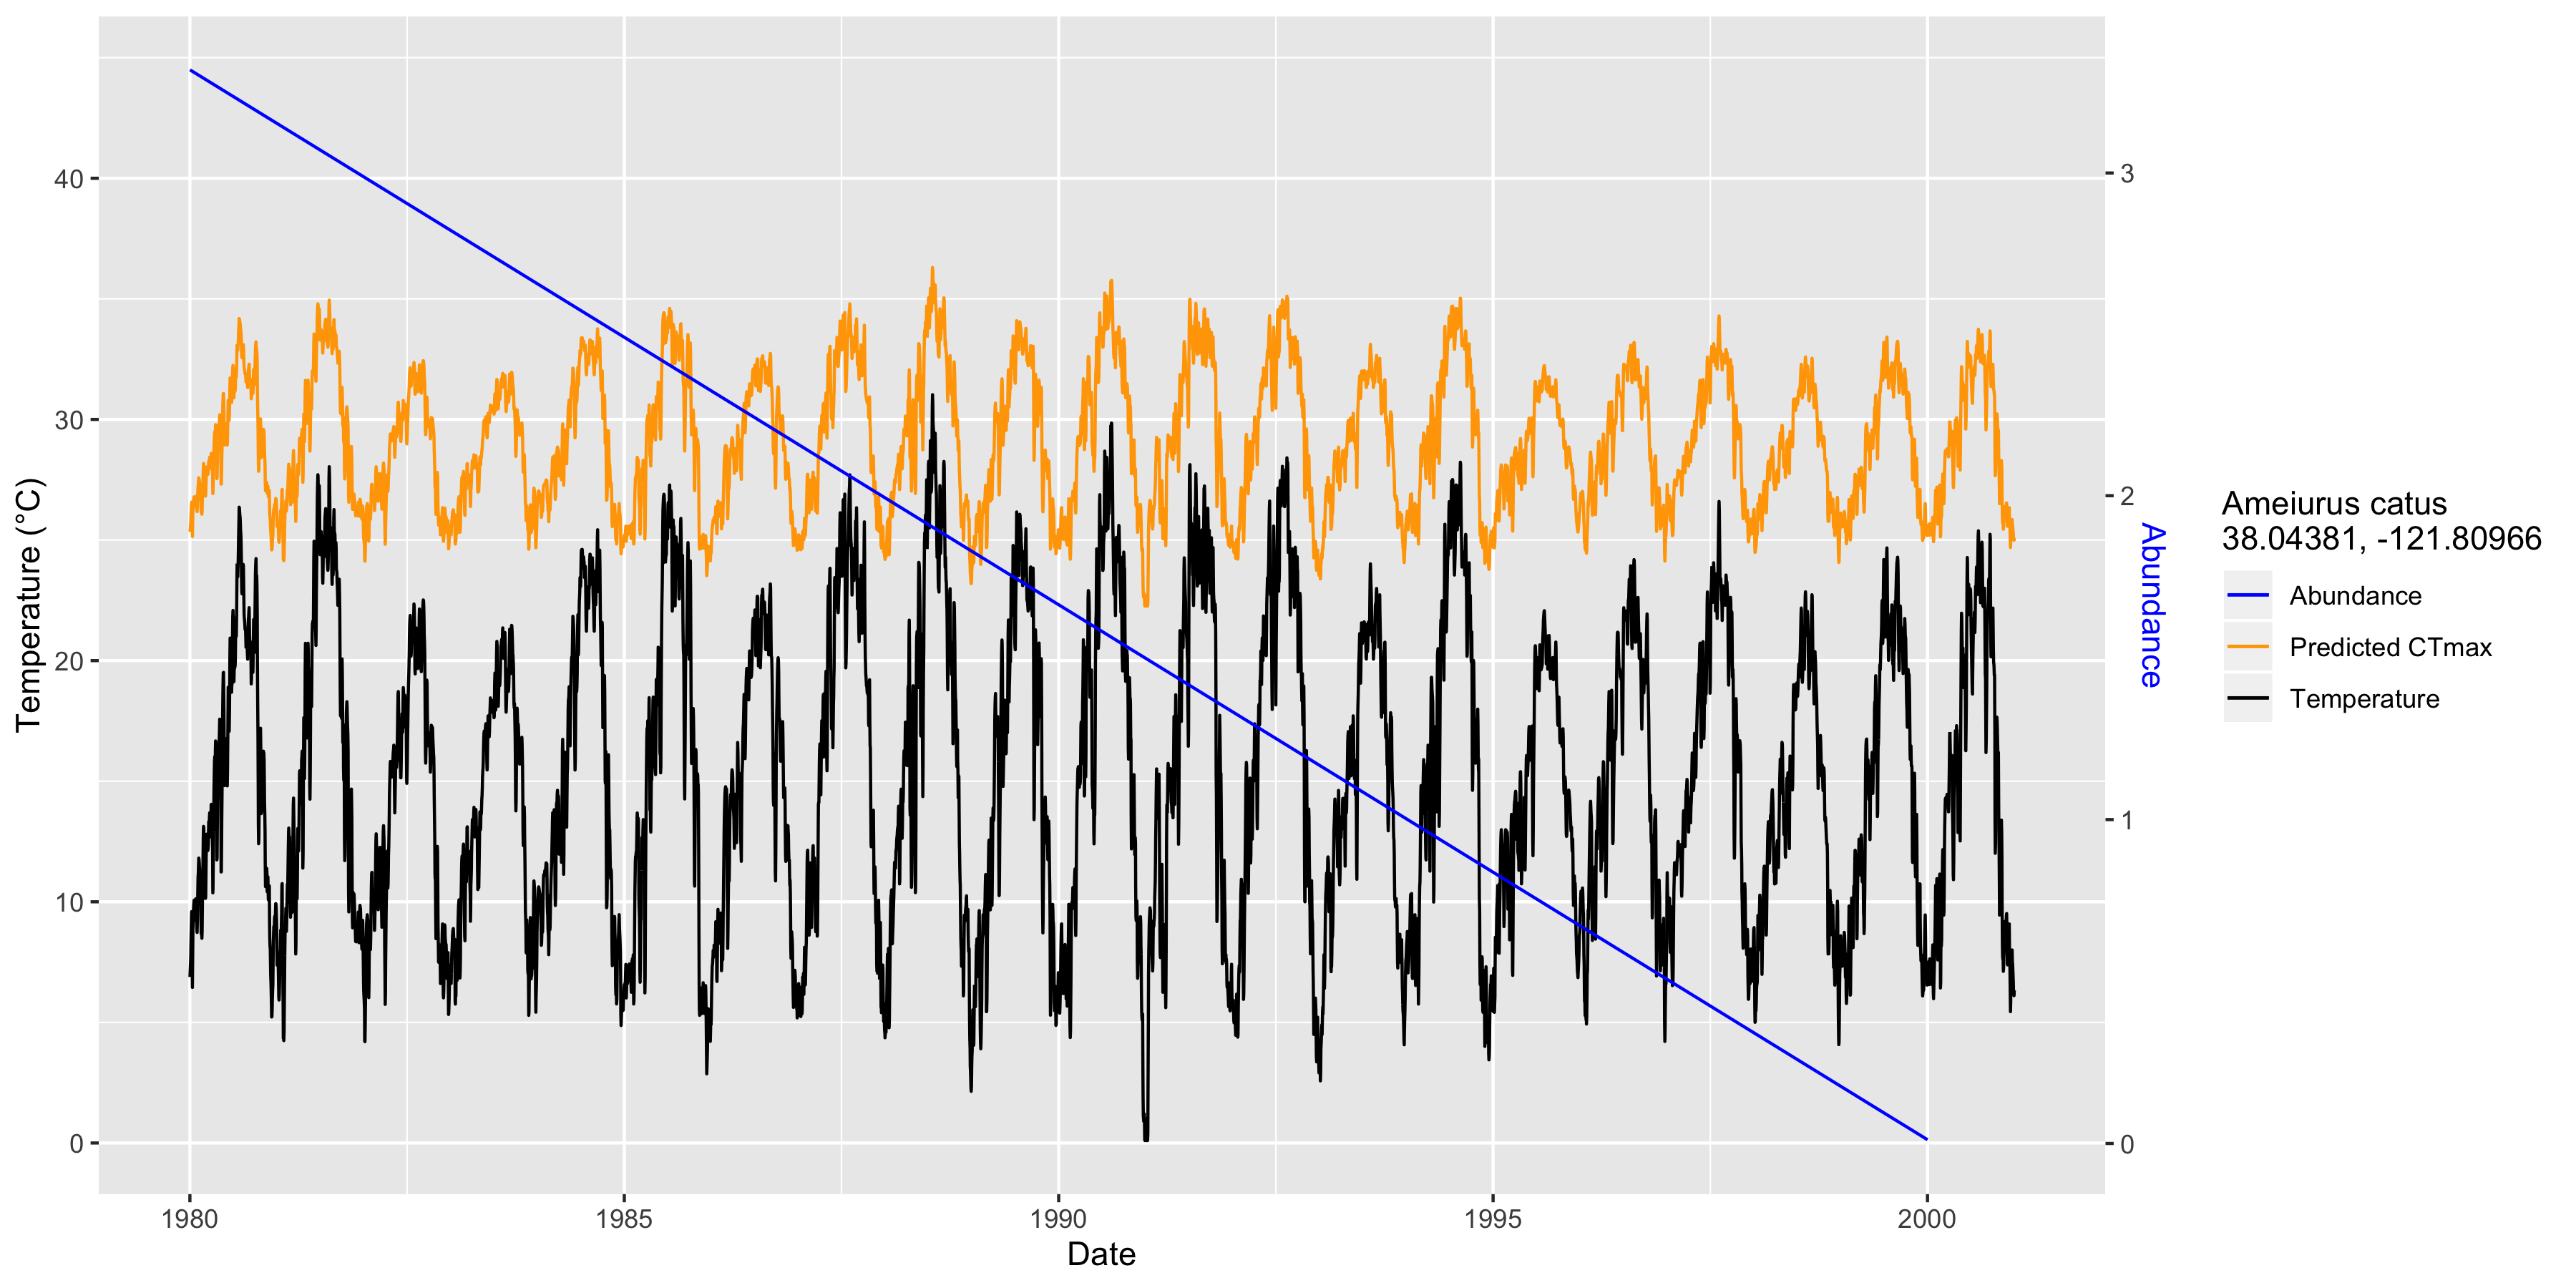 40
30
20
10
0
Temperature (°C)
1980
1985
1990
1995
2000
Date
3
2
1
0
Abundance
Ameiurus catus
38.04381, -121.80966
Abundance
Predicted CTmax
Temperature